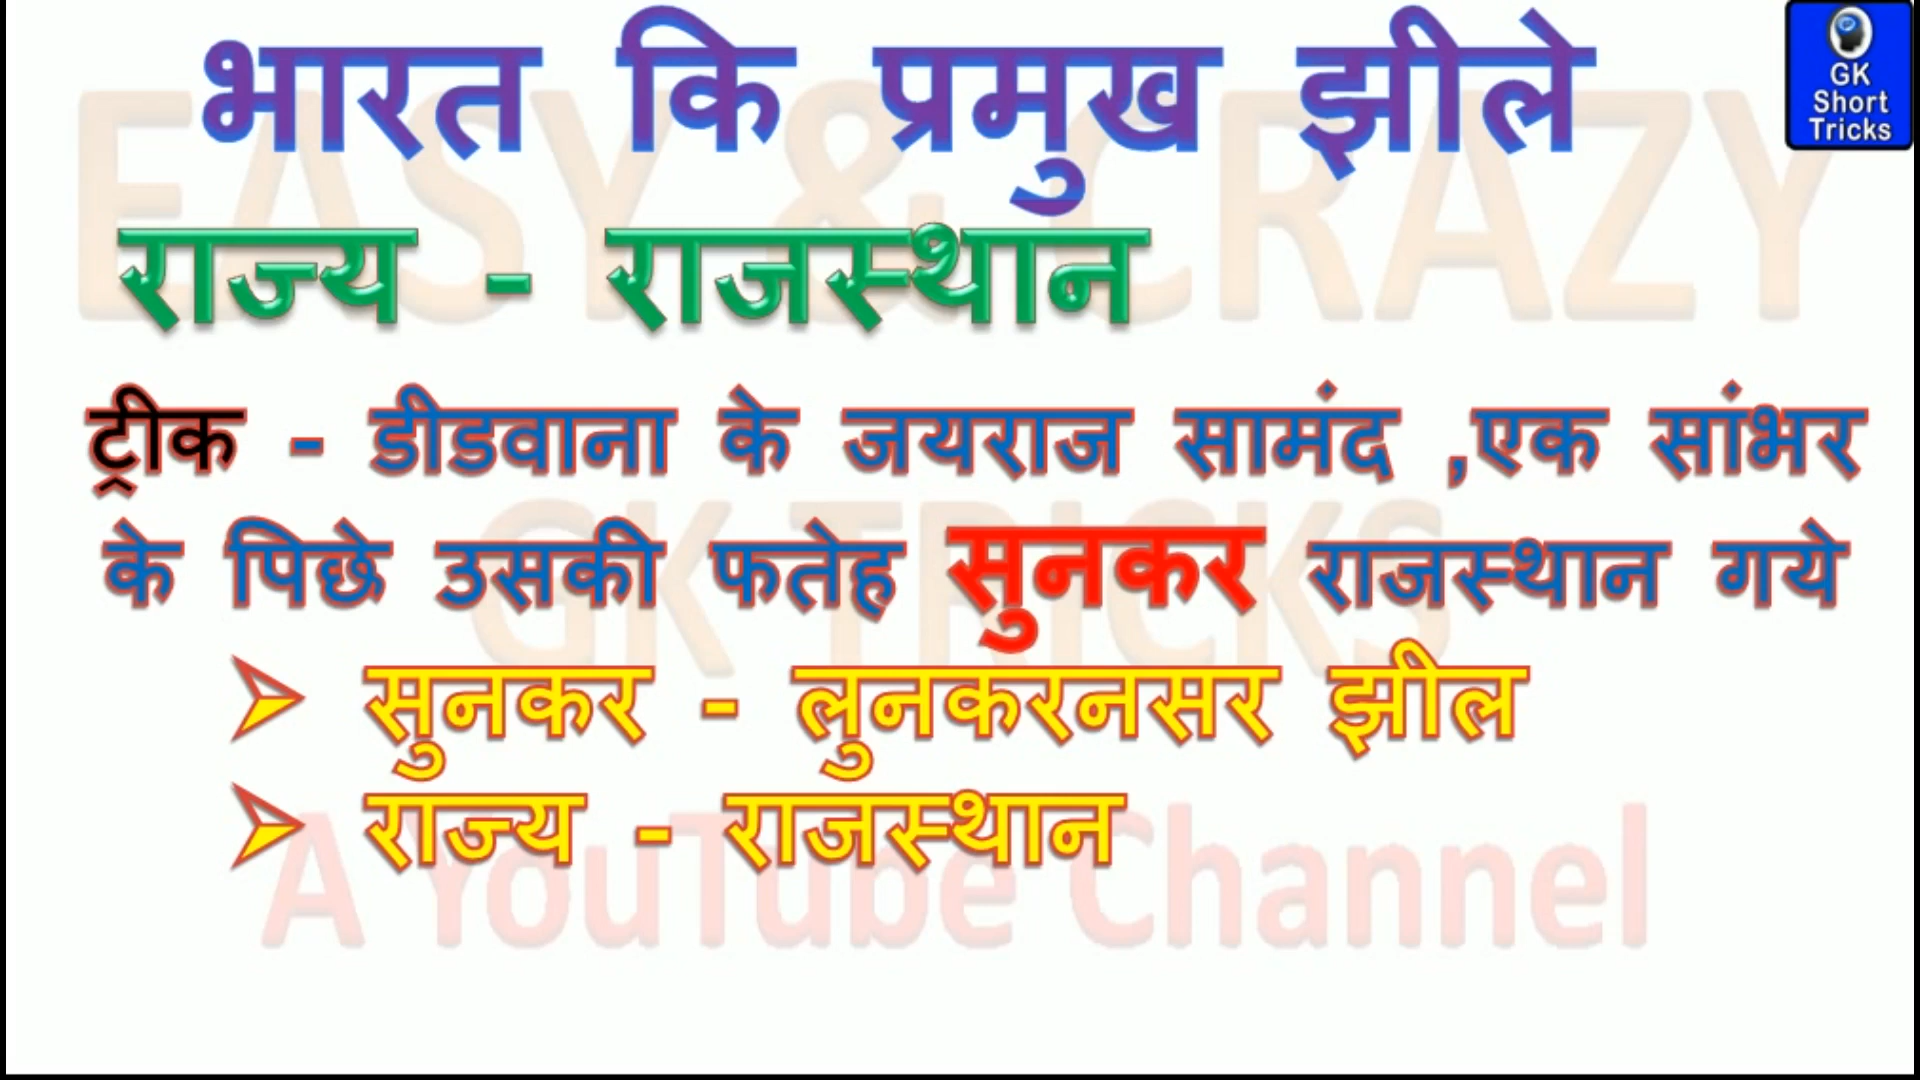 भारत कि प्रमुख झीले
GK
Short
Tricks
राज्य - राजस्थान
ट्रीक - डीडवाना के जयराज सामंद ,एक सांभर
के पिछे उसकी फतेह सुनकर राजस्थान गये
सुनकर - लुनकरनसर झील
राज्य - राजस्थान
EASY & CRAZY
GK TRICKS
A YouTube Channel